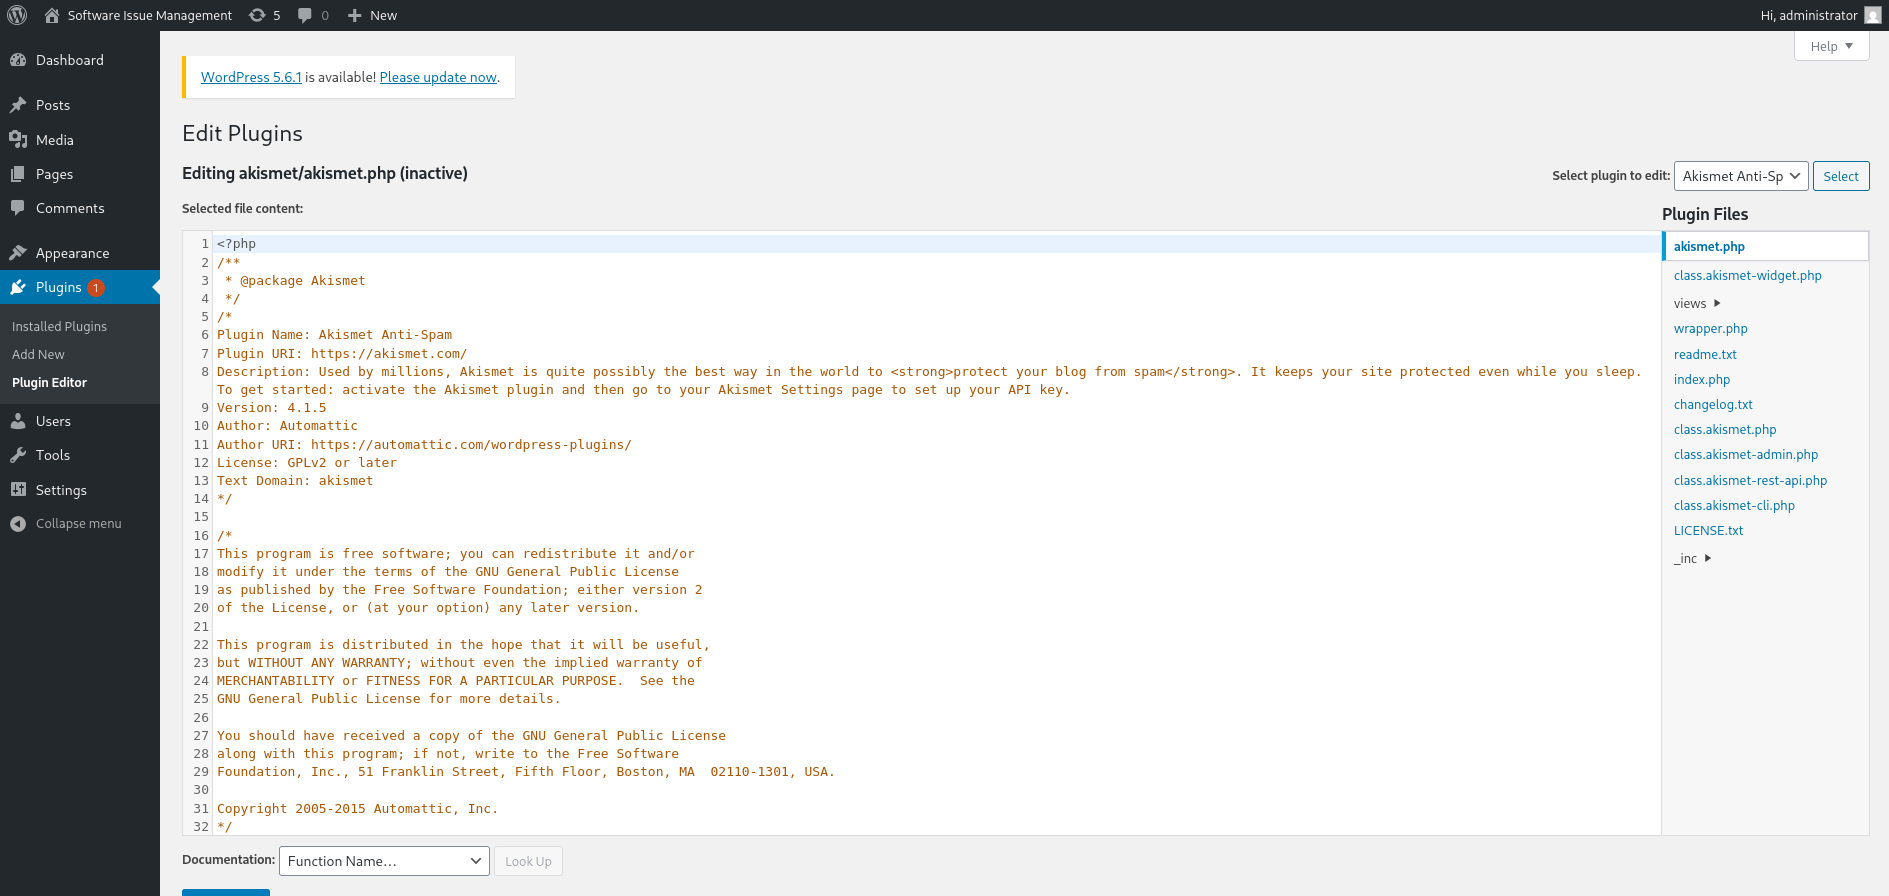 Software Issue Management 5 0 New Hi, administrator
Help
Dashboard
Posts
Media
Pages
Comments
Appearance
Plugins 1
Installed Plugins
Add New
Plugin Editor
Users
Tools
Settings
Collapse menu
WordPress 5.6.1 is available! Please update now.
Edit Plugins
Editing akismet/akismet.php (inactive)
Select plugin to edit: Akismet Anti-Sp Select
Selected file content:
1 <?php
2 /**
3  * @package Akismet
4  */
5 /*
6 Plugin Name: Akismet Anti-Spam
7 Plugin URI: https://akismet.com/
8 Description: Used by millions, Akismet is quite possibly the best way in the world to <strong>protect your blog from spam</strong>. It keeps your site protected even while you sleep.
To get started: activate the Akismet plugin and then go to your Akismet Settings page to set up your API key.
9 Version: 4.1.5
10 Author: Automattic
11 Author URI: https://automattic.com/wordpress-plugins/
12 License: GPLv2 or later
13 Text Domain: akismet
14 */
15
16 /*
17 This program is free software; you can redistribute it and/or
18 modify it under the terms of the GNU General Public License
19 as published by the Free Software Foundation; either version 2
20 of the License, or (at your option) any later version.
21
22 This program is distributed in the hope that it will be useful,
23 but WITHOUT ANY WARRANTY; without even the implied warranty of
24 MERCHANTABILITY or FITNESS FOR A PARTICULAR PURPOSE.  See the
25 GNU General Public License for more details.
26
27 You should have received a copy of the GNU General Public License
28 along with this program; if not, write to the Free Software
29 Foundation, Inc., 51 Franklin Street, Fifth Floor, Boston, MA  02110-1301, USA.
30
31 Copyright 2005-2015 Automattic, Inc.
32 */
Plugin Files
akismet.php
class.akismet-widget.php
views
wrapper.php
readme.txt
index.php
changelog.txt
class.akismet.php
class.akismet-admin.php
class.akismet-rest-api.php
class.akismet-cli.php
LICENSE.txt
_inc
Documentation: Function Name... Look Up